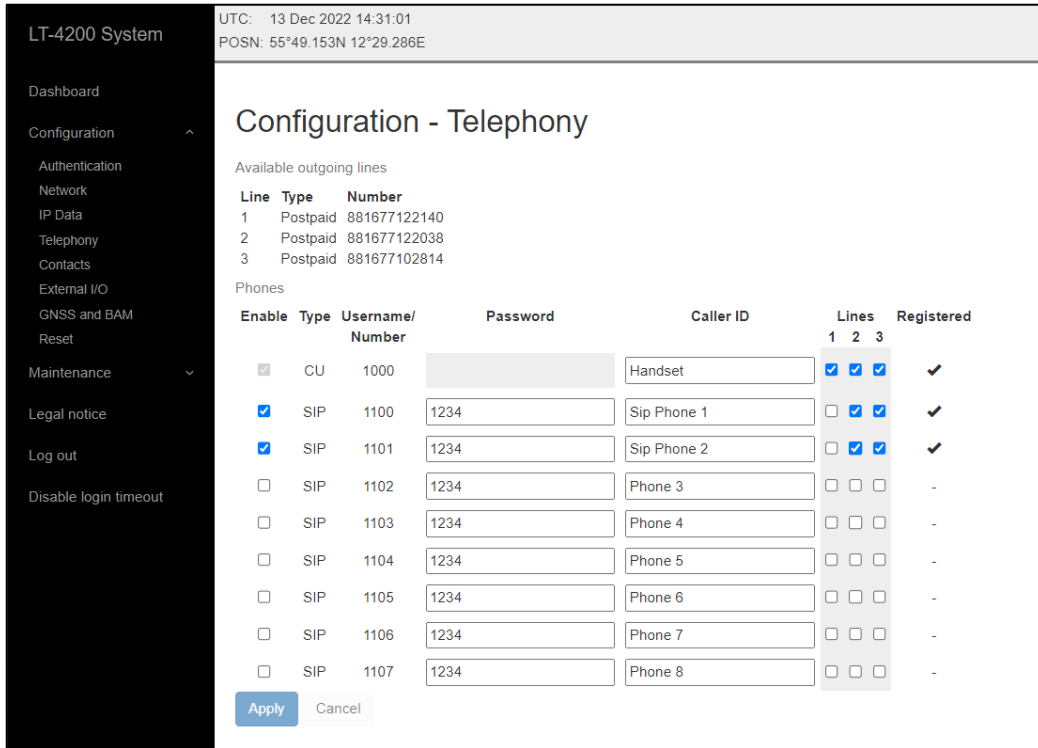 LT-4200 System
UTC: 13 Dec 2022 14:31:01
POSN: 55°49.153N 12°29.286E
Dashboard
Configuration
Authentication
Network
IP Data
Telephony
Contacts
External I/O
GNSS and BAM
Reset
Maintenance
Legal notice
Log out
Disable login timeout
Configuration - Telephony
Available outgoing lines
Line Type Number
1 Postpaid 881677122140
2 Postpaid 881677122038
3 Postpaid 881677102814
Phones
Enable Type Username/ Password Caller ID Lines Registered
Number 1 2 3
CU 1000 Handset
SIP 1100 1234 Sip Phone 1
SIP 1101 1234 Sip Phone 2
SIP 1102 1234 Phone 3 -
SIP 1103 1234 Phone 4 -
SIP 1104 1234 Phone 5 -
SIP 1105 1234 Phone 6 -
SIP 1106 1234 Phone 7 -
SIP 1107 1234 Phone 8 -
Apply Cancel